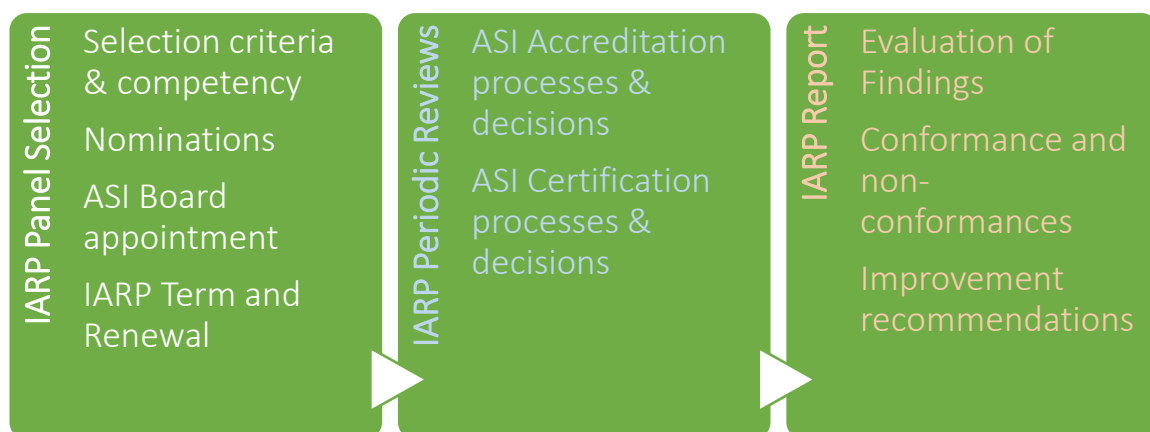 IARP Panel Selection
Selection criteria
& competency
Nominations
ASI Board
appointment
IARP Term and
Renewal
IARP Periodic Reviews
ASI Accreditation
processes &
decisions
ASI Certification
processes &
decisions
IARP Report
Evaluation of
Findings
Conformance and
non-
conformances
Improvement
recommendations